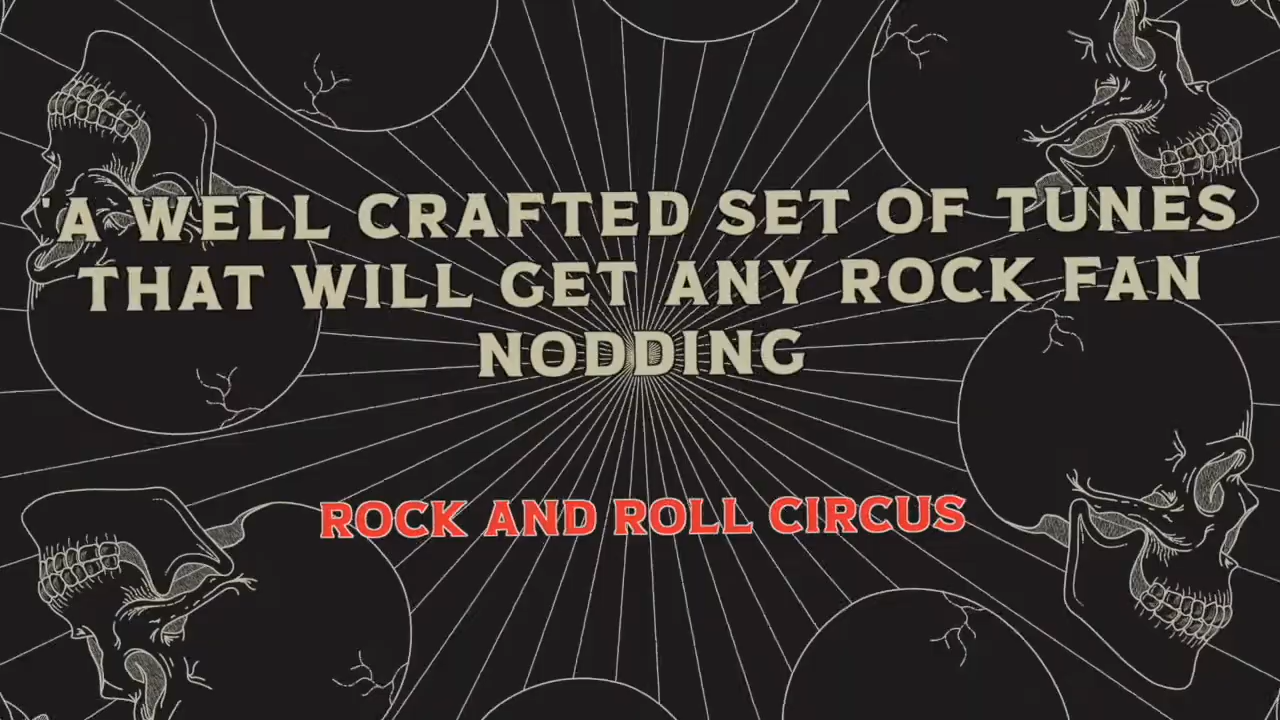 'A WELL CRAFTED SET OF TUNES
THAT WILL GET ANY ROCK FAN
NODDING
ROCK AND ROLL CIRCUS